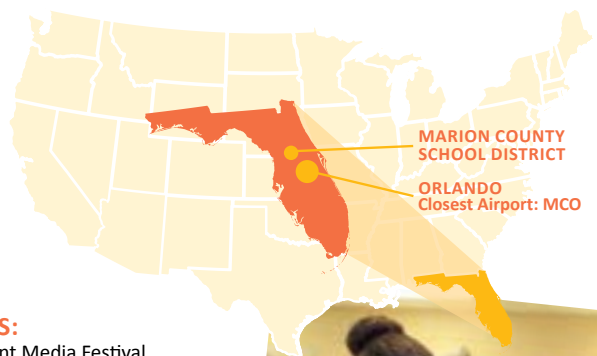 MARION COUNTY
SCHOOL DISTRICT
ORLANDO
Closest Airport: MCO
S:
nt Media Festival